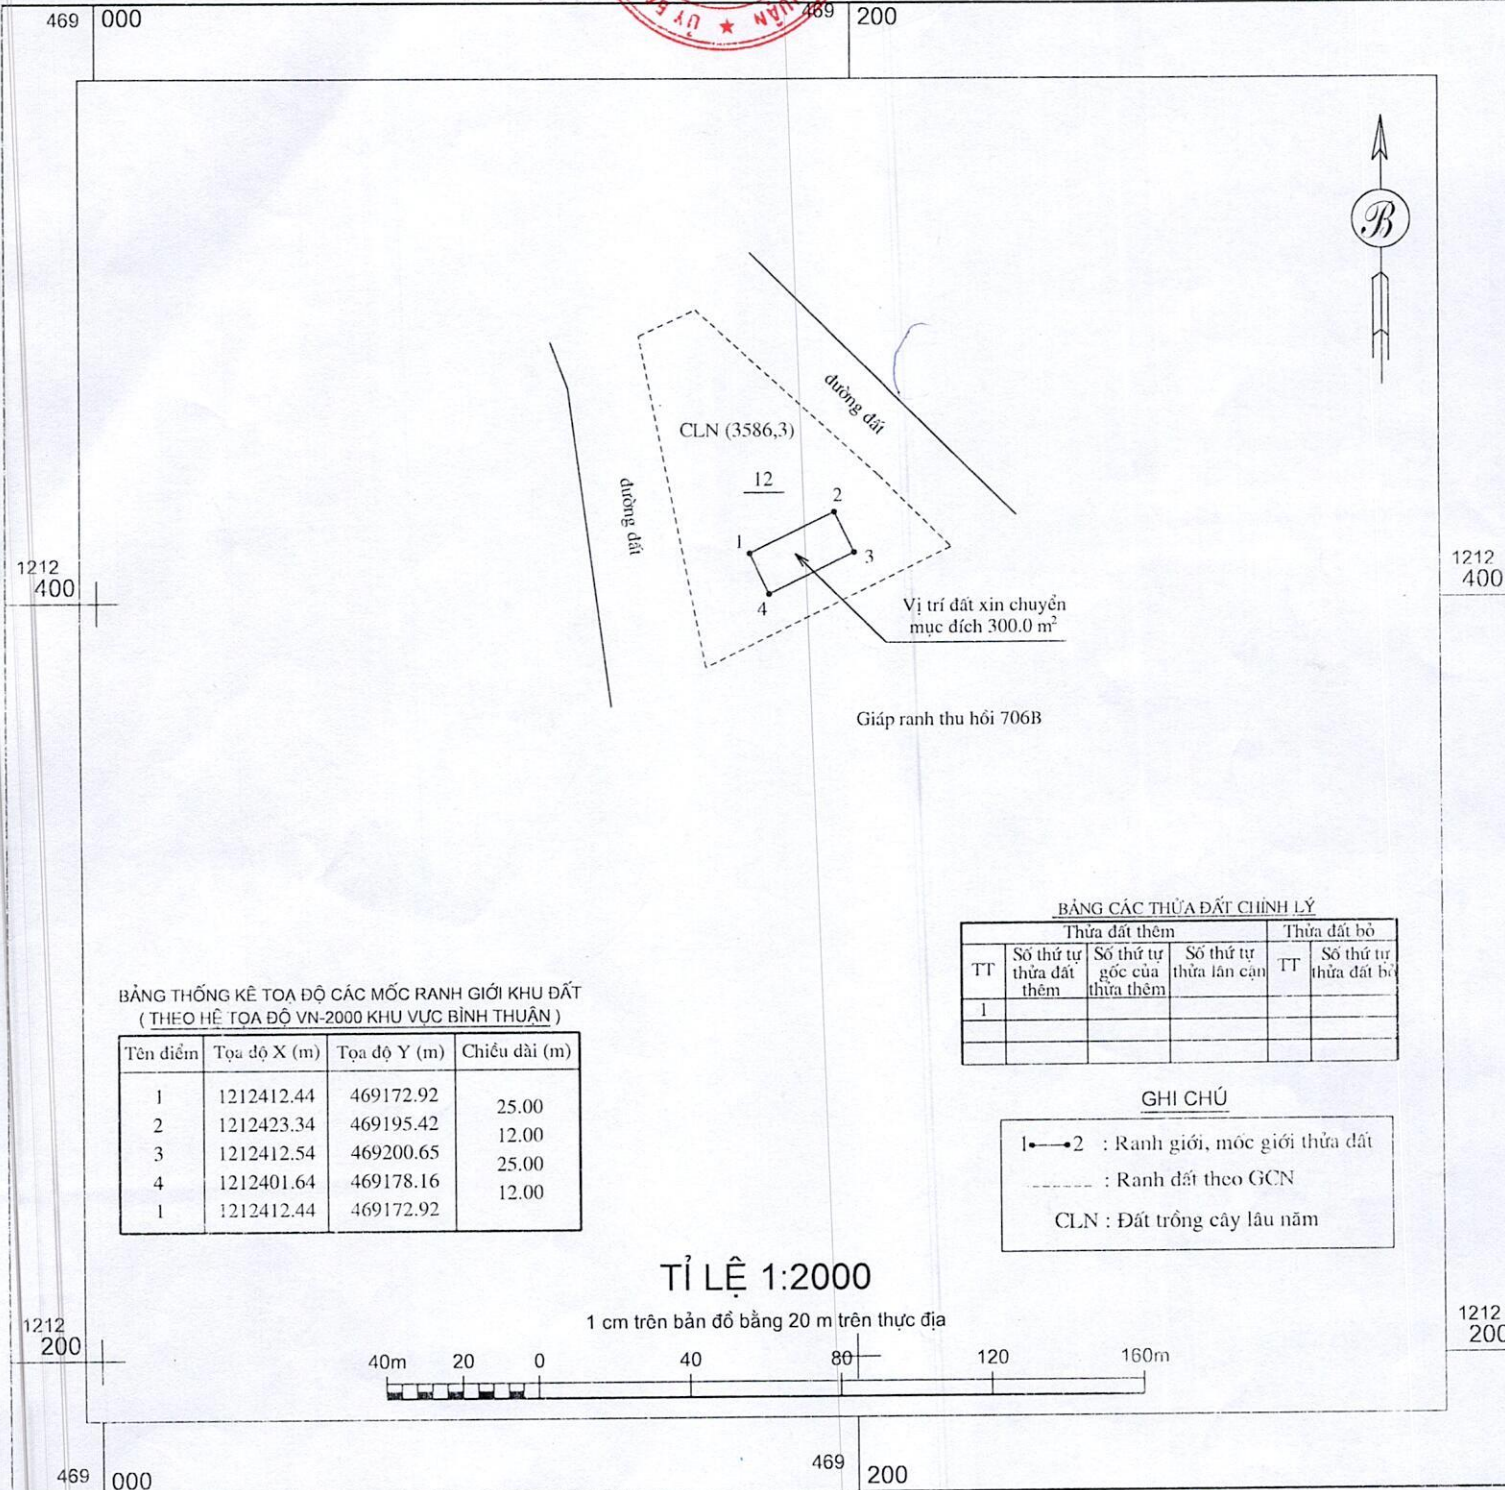 469 000
469 200
ỦY
B
CLN (3586,3)
đường đất
12
đường đất
1
2
3
4
1212
400
1212
400
Vị trí đất xin chuyển
mục đích 300.0 m²
Giáp ranh thu hồi 706B
BẢNG CÁC THỬA ĐẤT CHỈNH LÝ
Thửa đất thêm Thửa đất bỏ
TT Số thứ tự thửa đất thêm Số thứ tự gốc của thửa thêm Số thứ tự thửa lân cận TT Số thứ tự thửa đất bỏ
1
BẢNG THỐNG KÊ TOẠ ĐỘ CÁC MỐC RANH GIỚI KHU ĐẤT
( THEO HỆ TỌA ĐỘ VN-2000 KHU VỰC BÌNH THUẬN )
Tên điểm Tọa độ X (m) Tọa độ Y (m) Chiều dài (m)
1 1212412.44 469172.92
25.00
2 1212423.34 469195.42
12.00
3 1212412.54 469200.65
25.00
4 1212401.64 469178.16
12.00
1 1212412.44 469172.92
GHI CHÚ
1 2 : Ranh giới, mốc giới thửa đất
------- : Ranh đất theo GCN
CLN : Đất trồng cây lâu năm
TỈ LỆ 1:2000
1 cm trên bản đồ bằng 20 m trên thực địa
1212
200
1212
200
40m 20 0 40 80 120 160m
469 000
469 200